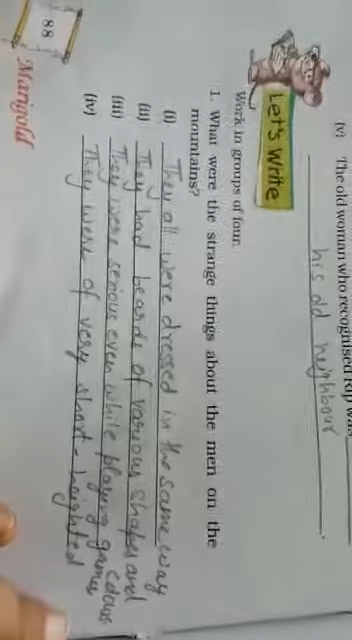 (v) The old woman who recognised Rip was
his old neighbour.
Let's Write
Work in groups of four.
1. What were the strange things about the men on the
mountains?
(i) They all were dressed in the same way
(ii) They had beards of various shapes and
colours
(iii) They were serious even while playing games
(iv) They were of very short-heighted
88
Marigold